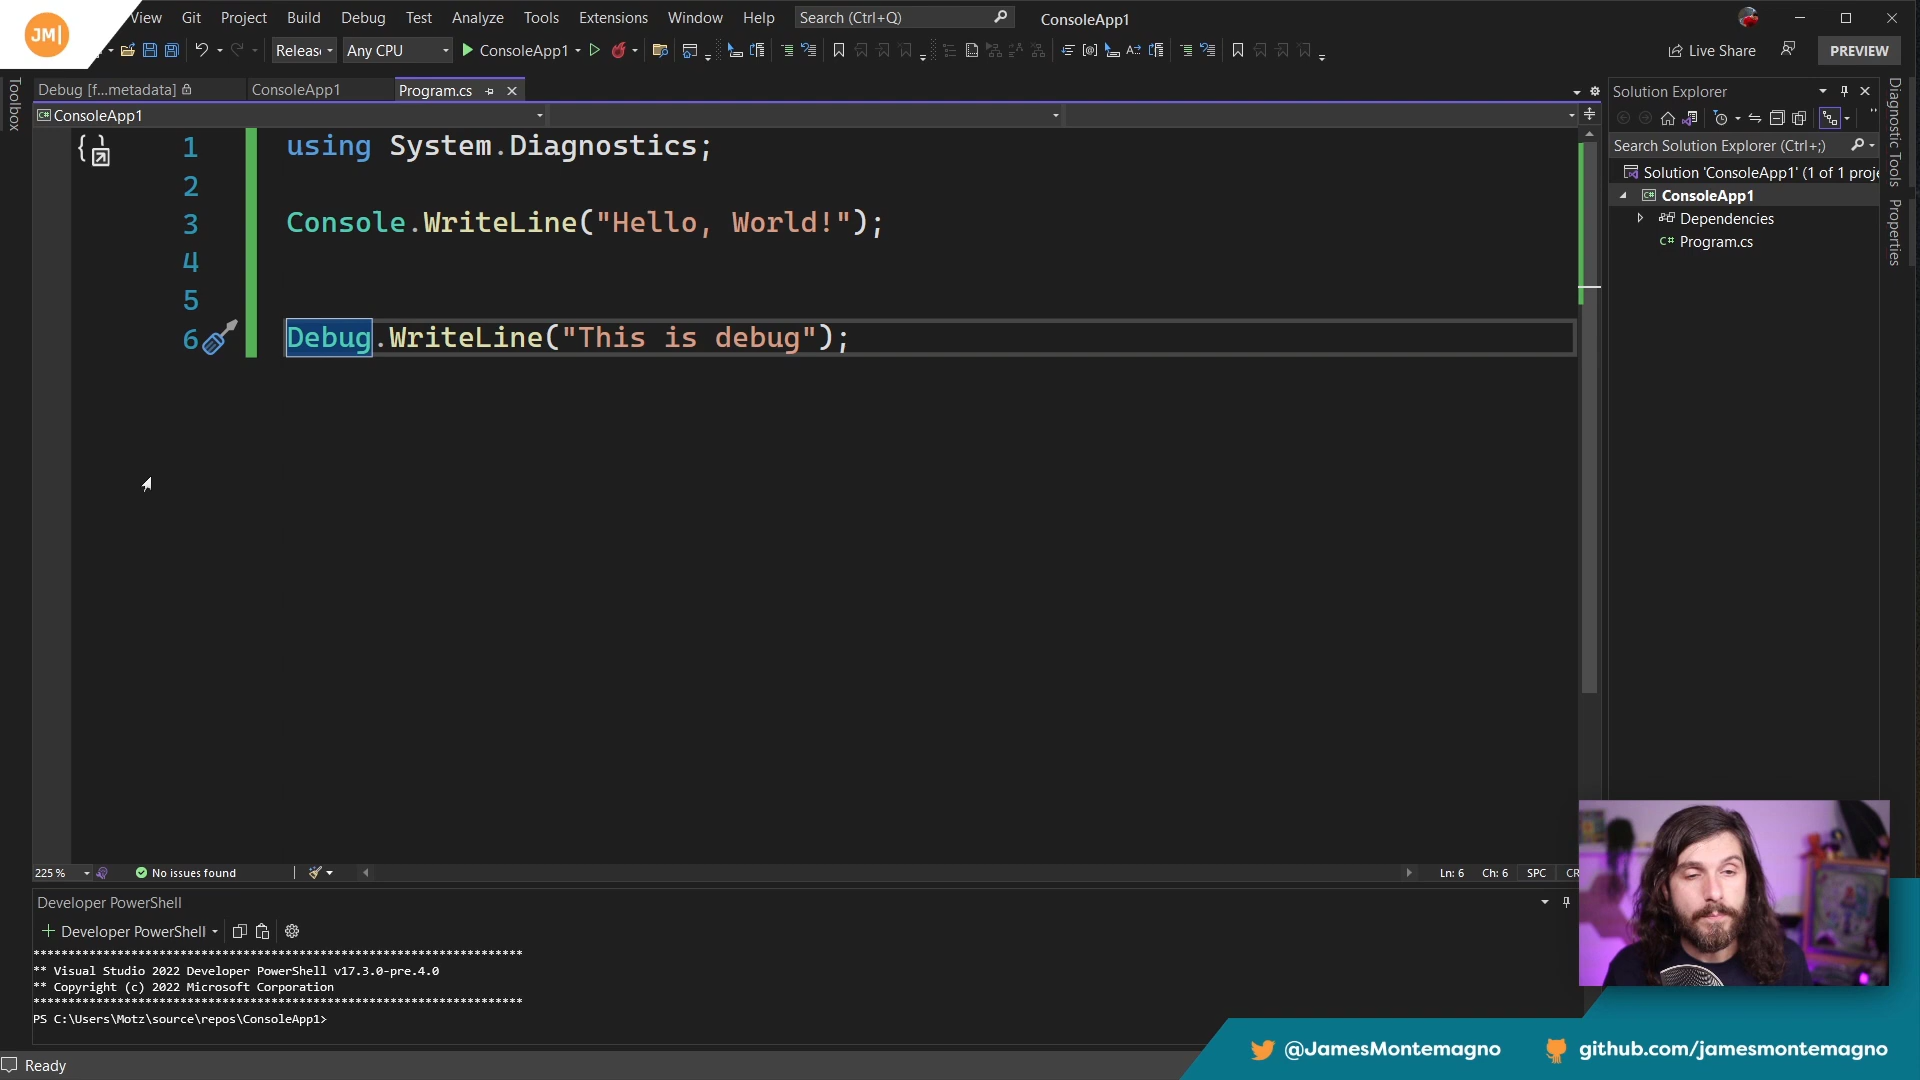 JM|
View Git Project Build Debug Test Analyze Tools Extensions Window Help Search (Ctrl+Q) ConsoleApp1
Release Any CPU ConsoleApp1 Live Share PREVIEW
Toolbox
Debug [f...metadata] ConsoleApp1 Program.cs
C# ConsoleApp1
1 using System.Diagnostics;
2
3 Console.WriteLine("Hello, World!");
4
5
6 Debug.WriteLine("This is debug");
Solution Explorer
Search Solution Explorer (Ctrl+;)
Solution 'ConsoleApp1' (1 of 1 proje
C# ConsoleApp1
Dependencies
C# Program.cs
Diagnostic Tools
Properties
225 % No issues found Ln: 6 Ch: 6 SPC CR
Developer PowerShell
Developer PowerShell
**********************************************************************
** Visual Studio 2022 Developer PowerShell v17.3.0-pre.4.0
** Copyright (c) 2022 Microsoft Corporation
**********************************************************************
PS C:\Users\Motz\source\repos\ConsoleApp1>
Ready
@JamesMontemagno github.com/jamesmontemagno